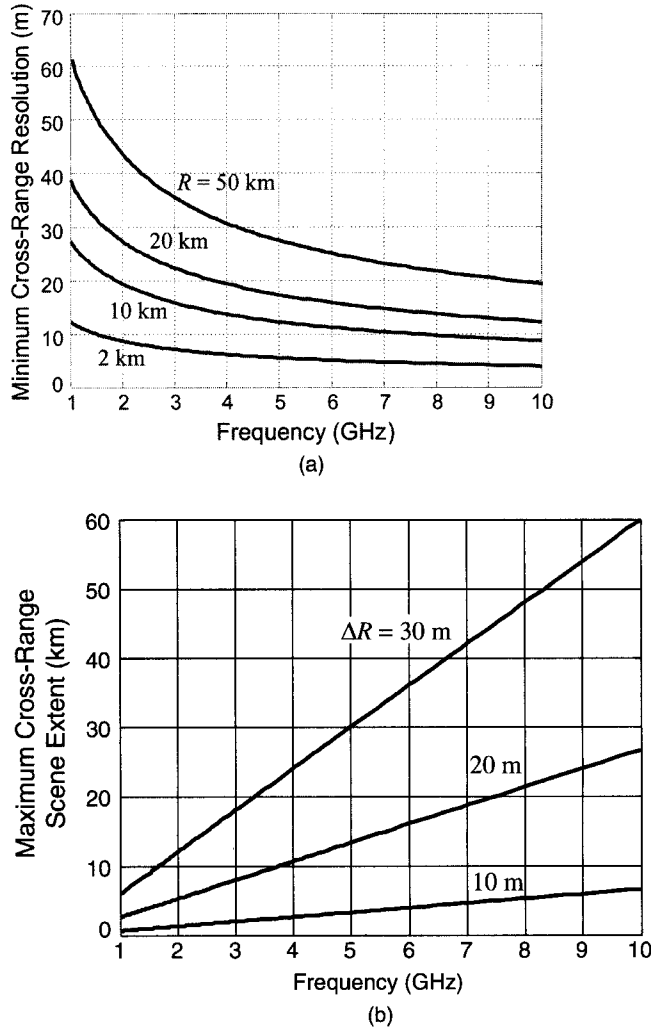 Minimum Cross-Range Resolution (m)
70
60
50
40
30
20
10
0
R = 50 km
20 km
10 km
2 km
1 2 3 4 5 6 7 8 9 10
Frequency (GHz)
(a)
Maximum Cross-Range
Scene Extent (km)
60
50
40
30
20
10
0
ΔR = 30 m
20 m
10 m
1 2 3 4 5 6 7 8 9 10
Frequency (GHz)
(b)